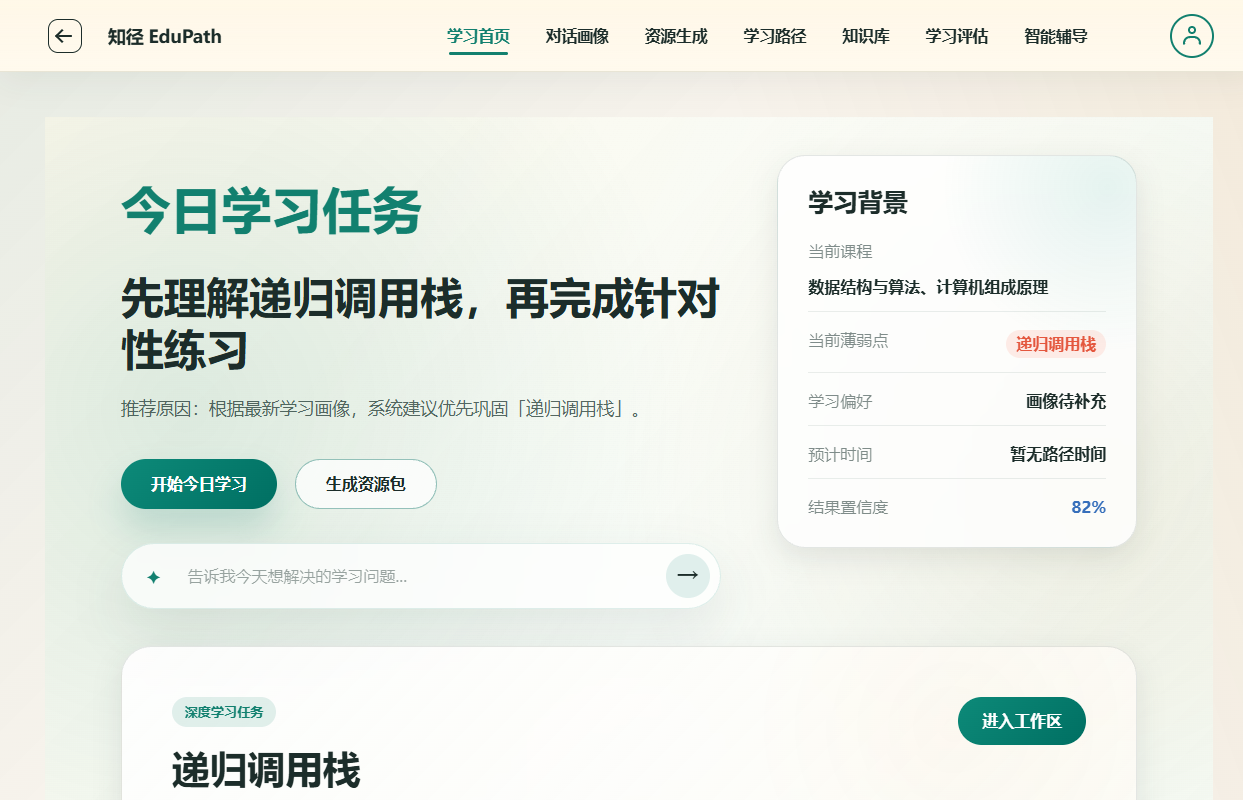 知径 EduPath
学习首页
对话画像
资源生成
学习路径
知识库
学习评估
智能辅导
今日学习任务
先理解递归调用栈，再完成针对
性练习
推荐原因：根据最新学习画像，系统建议优先巩固「递归调用栈」。
开始今日学习
生成资源包
告诉我今天想解决的学习问题...
学习背景
当前课程
数据结构与算法、计算机组成原理
当前薄弱点
递归调用栈
学习偏好
画像待补充
预计时间
暂无路径时间
结果置信度
82%
深度学习任务
递归调用栈
进入工作区